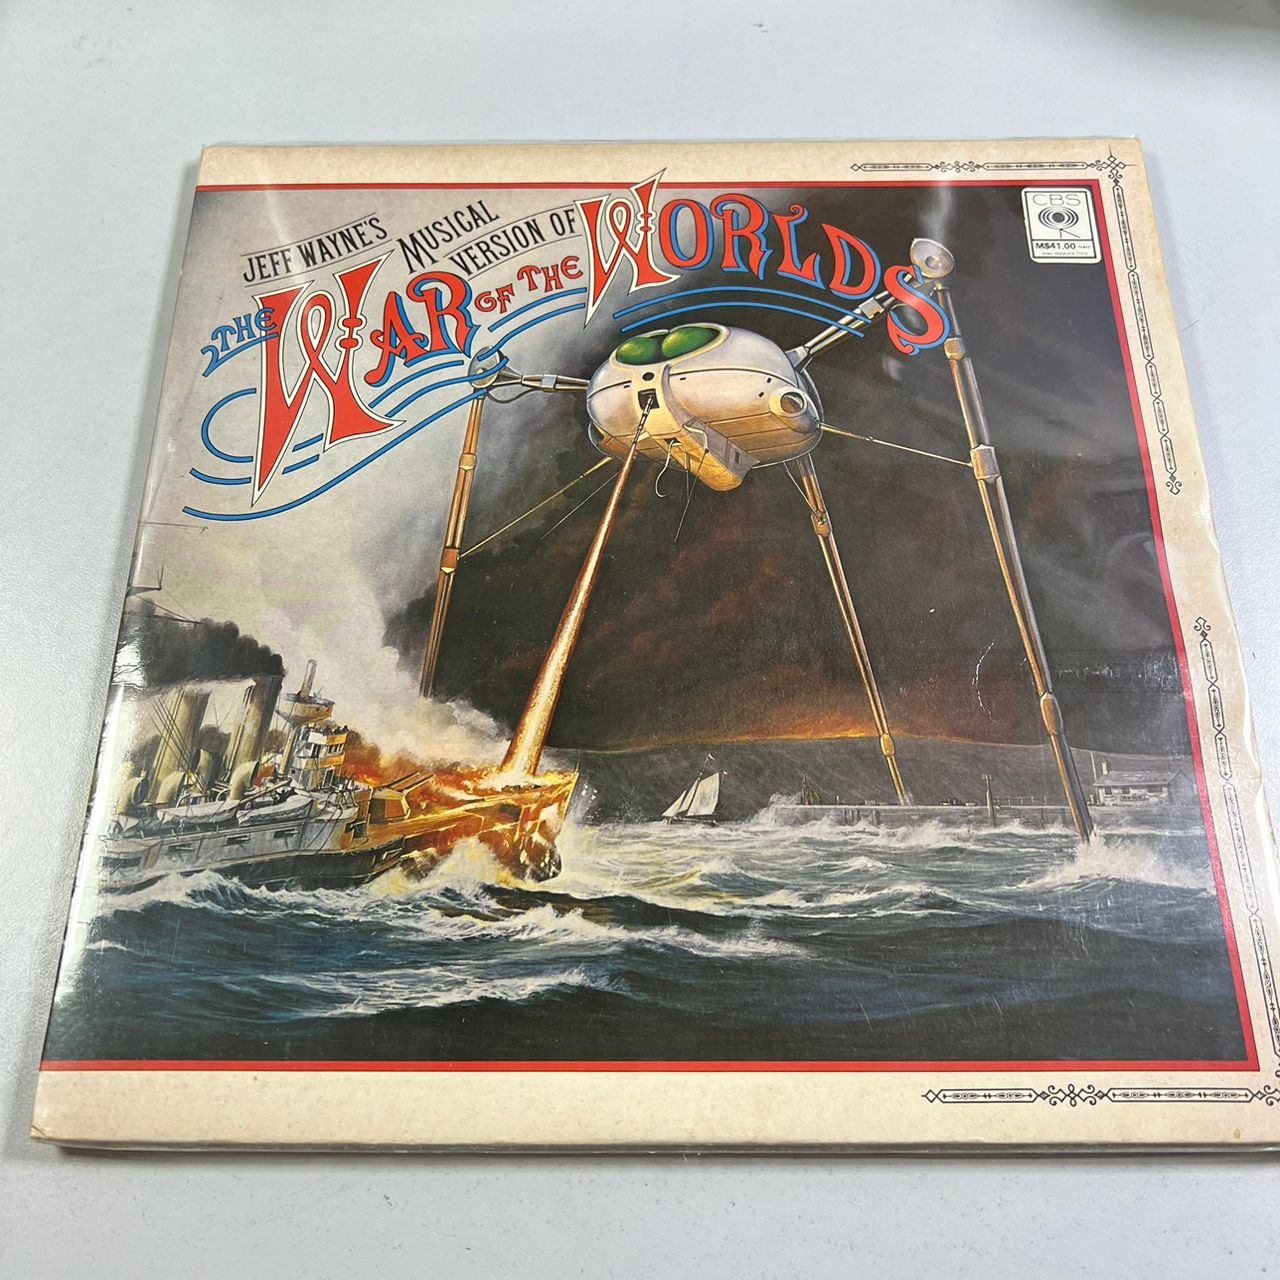 JEFF WAYNE'S
MUSICAL
VERSION OF
THE WAR OF THE WORLDS
CBS
M$41.00